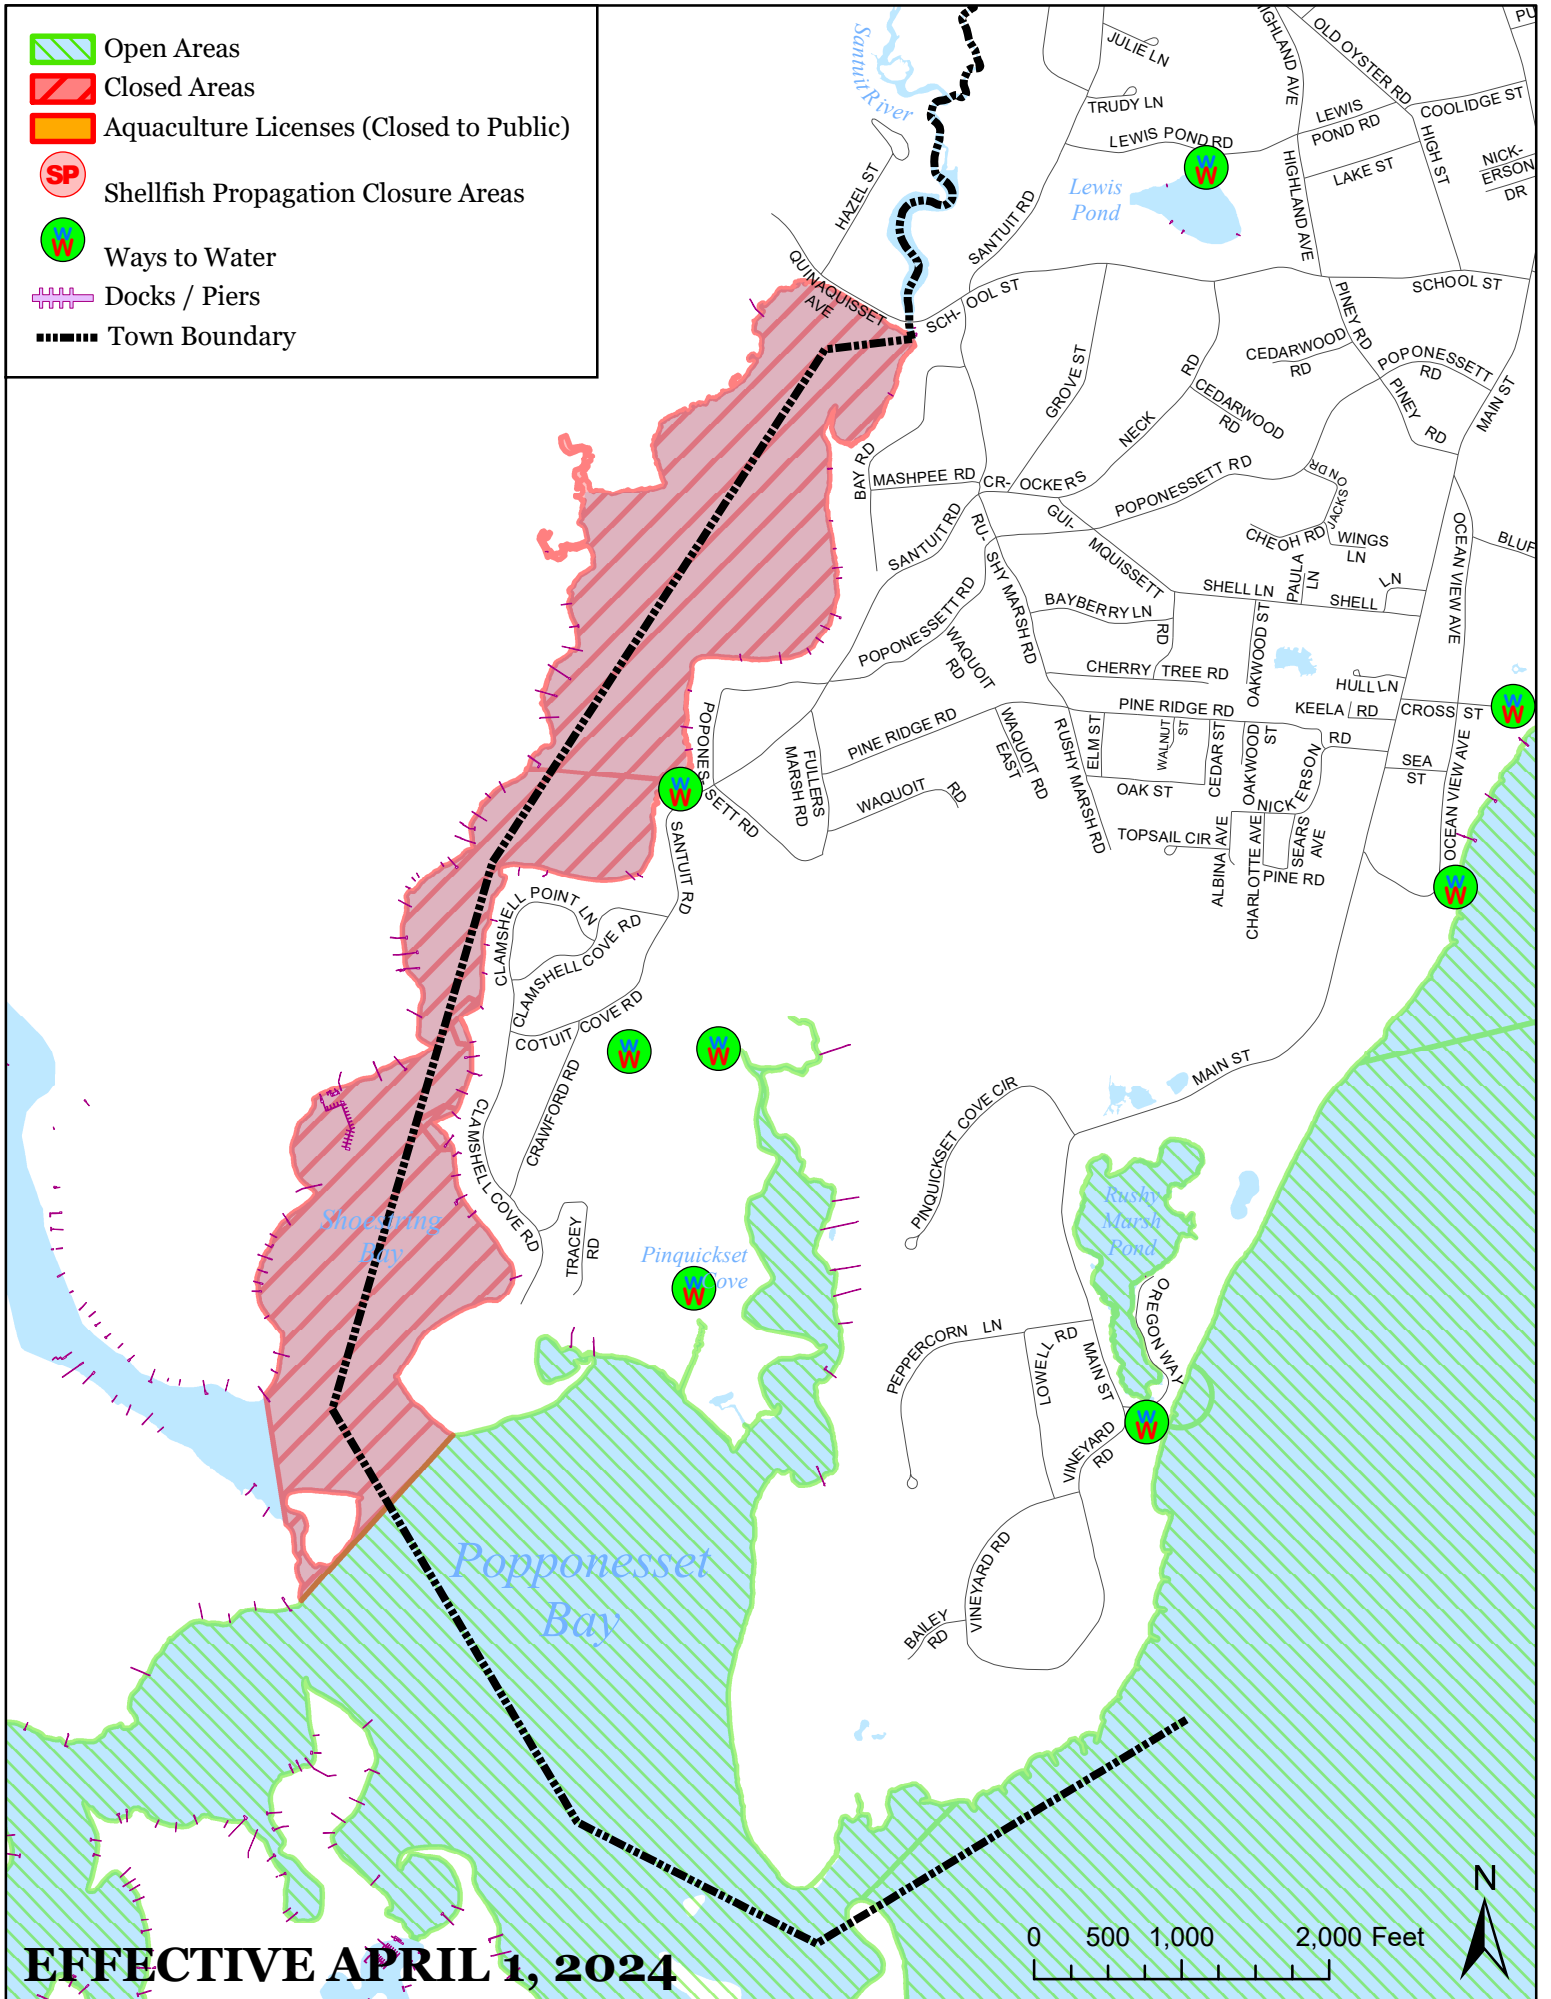 Open Areas
Closed Areas
Aquaculture Licenses (Closed to Public)
SP
Shellfish Propagation Closure Areas
W
W
Ways to Water
Docks / Piers
Town Boundary
Santuit
River
JULIE LN
TRUDY LN
LEWIS POND RD
W
W
Lewis
Pond
HIGHLAND AVE
OLD OYSTER RD
PU
COOLIDGE ST
LEWIS
POND RD
HIGH ST
LAKE ST
NICK-
ERSON
DR
HIGHLAND AVE
HAZEL ST
SANTUIT RD
QUINAQUISSET
AVE
SCH-
OOL ST
SCHOOL ST
PINEY RD
CEDARWOOD
RD
POPONESSETT
RD
PINEY
RD
MAIN ST
GROVE ST
RD
NECK
CEDARWOOD
RD
BAY RD
MASHPEE RD
CR-
OCKERS
POPONESSETT RD
JACKSO
N DR
SANTUIT RD
RU-
SHY MARSH RD
GUI-
MQUISSETT
RD
CHEOH RD
WINGS
LN
PAULA
LN
OCEAN VIEW AVE
BLUF
SHELL LN
SHELL
LN
BAYBERRY LN
POPONESSETT RD
WAQUOIT
RD
CHERRY
TREE RD
OAKWOOD ST
HULL LN
KEELA
RD
CROSS ST
W
W
POPONES-
SETT RD
PINE RIDGE RD
PINE RIDGE RD
FULLERS
MARSH RD
WAQUOIT RD
EAST
RUSHY MARSH RD
ELM ST
WALNUT
ST
CEDAR ST
OAKWOOD
ST
RD
NICK
ERSON
SEA
ST
OCEAN VIEW AVE
WAQUOIT
RD
OAK ST
W
W
SANTUIT RD
TOPSAIL CIR
ALBINA AVE
CHARLOTTE AVE
SEARS
AVE
PINE RD
W
W
CLAMSHELL
POINT LN
CLAMSHELL COVE RD
COTUIT
COVE RD
CRAWFORD RD
CLAMSHELL COVE RD
W
W
W
W
MAIN ST
PINQUICKSET
COVE CIR
Rushy
Marsh
Pond
Shoestring
Bay
TRACEY
RD
Pinquickset
Cove
W
W
OREGON WAY
PEPPERCORN
LN
LOWELL
RD
MAIN ST
W
W
VINEYARD
RD
VINEYARD RD
BAILEY
RD
Popponesset
Bay
N
0
500
1,000
2,000 Feet
EFFECTIVE APRIL 1, 2024